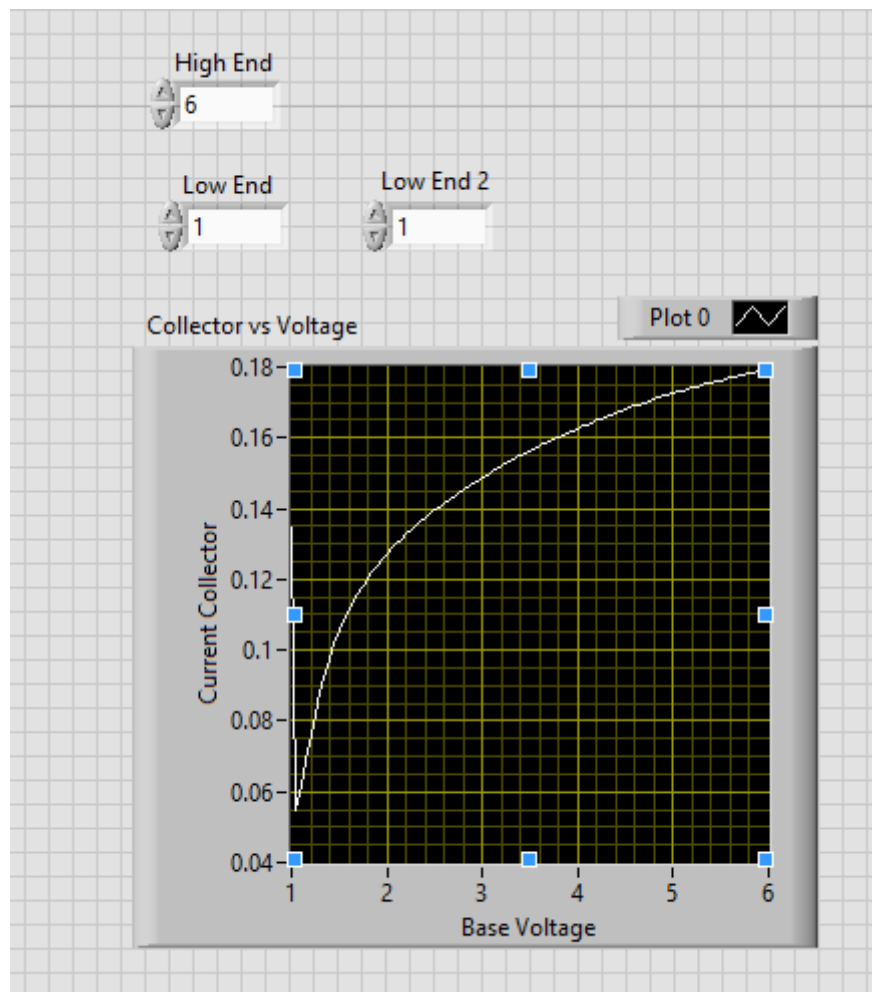 High End
6
Low End
Low End 2
1
1
Collector vs Voltage
Plot 0
0.18
0.16
0.14
0.12
0.1
0.08
0.06
0.04
Current Collector
1 2 3 4 5 6
Base Voltage